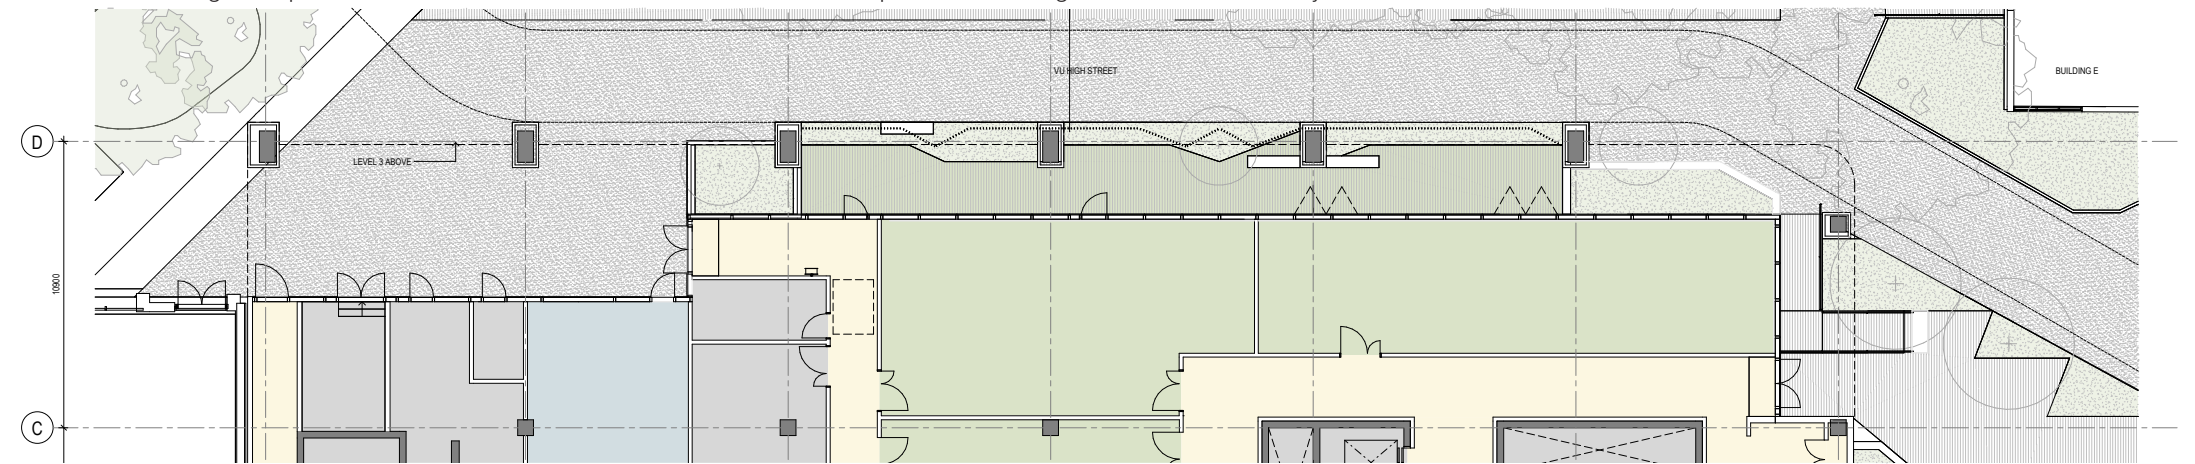 VU HIGH STREET
BUILDING E
D
LEVEL 3 ABOVE
10900
C